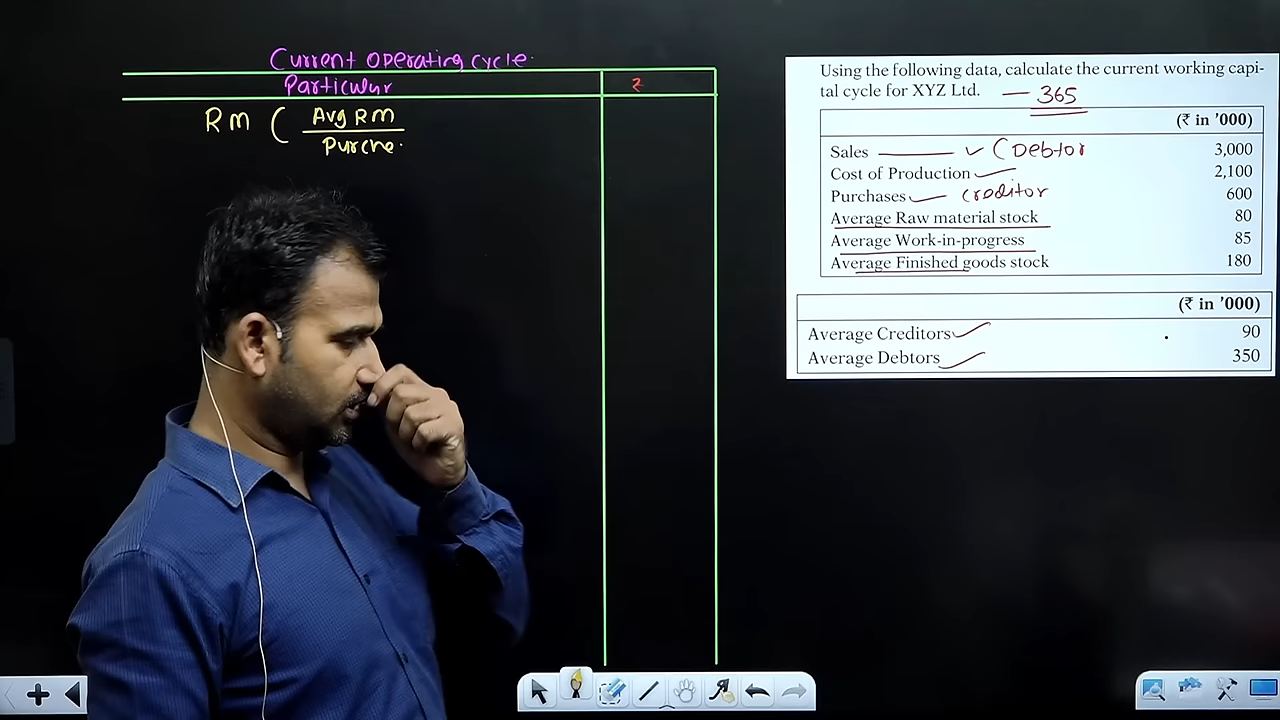 Current operating cycle
Particular ₹
Rm ( Avg Rm
Purche.
Using the following data, calculate the current working capi-
tal cycle for XYZ Ltd. — 365
(₹ in '000)
Sales ——— ✓ (Debtor 3,000
Cost of Production ✓ 2,100
Purchases ✓— creditor 600
Average Raw material stock 80
Average Work-in-progress 85
Average Finished goods stock 180
(₹ in '000)
Average Creditors ✓ 90
Average Debtors ✓ 350